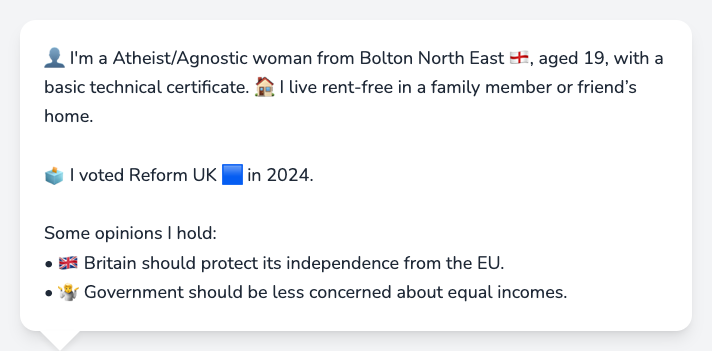 👤 I'm a Atheist/Agnostic woman from Bolton North East 🏴󠁧󠁢󠁥󠁮󠁧󠁿, aged 19, with a
basic technical certificate. 🏠 I live rent-free in a family member or friend’s
home.
🗳️ I voted Reform UK 🟦 in 2024.
Some opinions I hold:
• 🇬🇧 Britain should protect its independence from the EU.
• 🤷 Government should be less concerned about equal incomes.